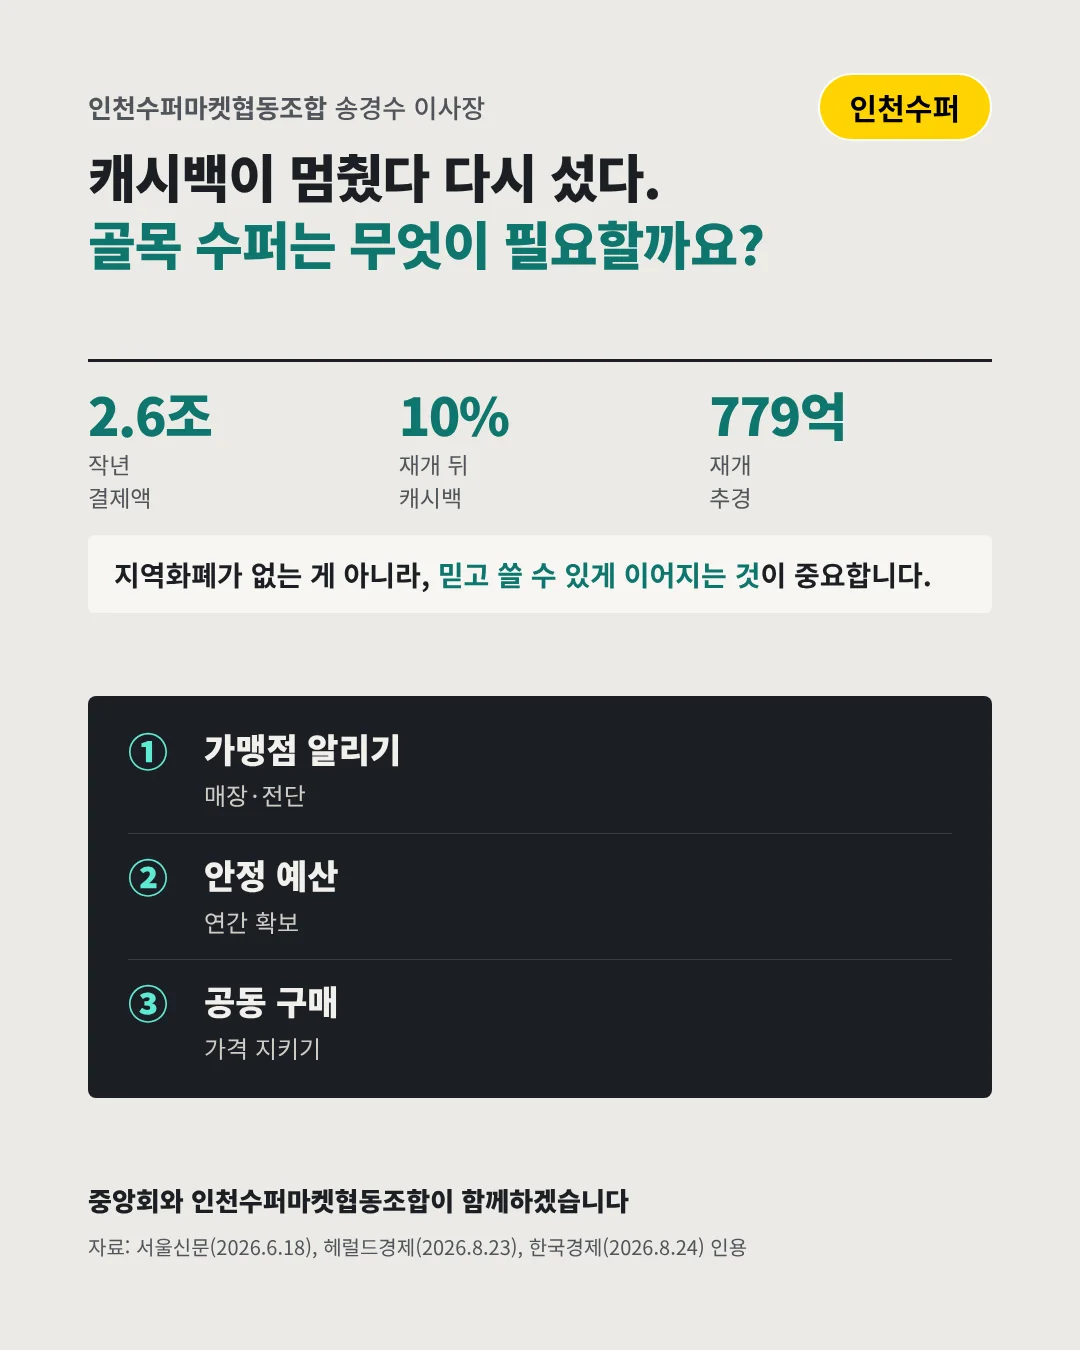 인천수퍼마켓협동조합 송경수 이사장
인천수퍼
캐시백이 멈췄다 다시 섰다.
골목 수퍼는 무엇이 필요할까요?
2.6조
작년
결제액
10%
재개 뒤
캐시백
779억
재개
추경
지역화폐가 없는 게 아니라, 믿고 쓸 수 있게 이어지는 것이 중요합니다.
① 가맹점 알리기
매장·전단
② 안정 예산
연간 확보
③ 공동 구매
가격 지키기
중앙회와 인천수퍼마켓협동조합이 함께하겠습니다
자료: 서울신문(2026.6.18), 헤럴드경제(2026.8.23), 한국경제(2026.8.24) 인용